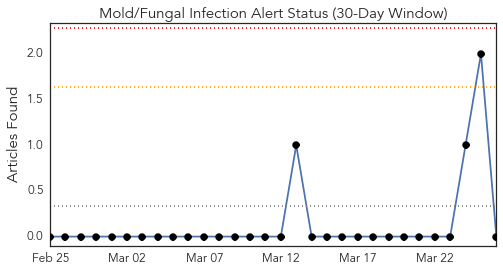 Mold/Fungal Infection Alert Status (30-Day Window)
Articles Found
2.0
1.5
1.0
0.5
0.0
Feb 25 Mar 02 Mar 07 Mar 12 Mar 17 Mar 22